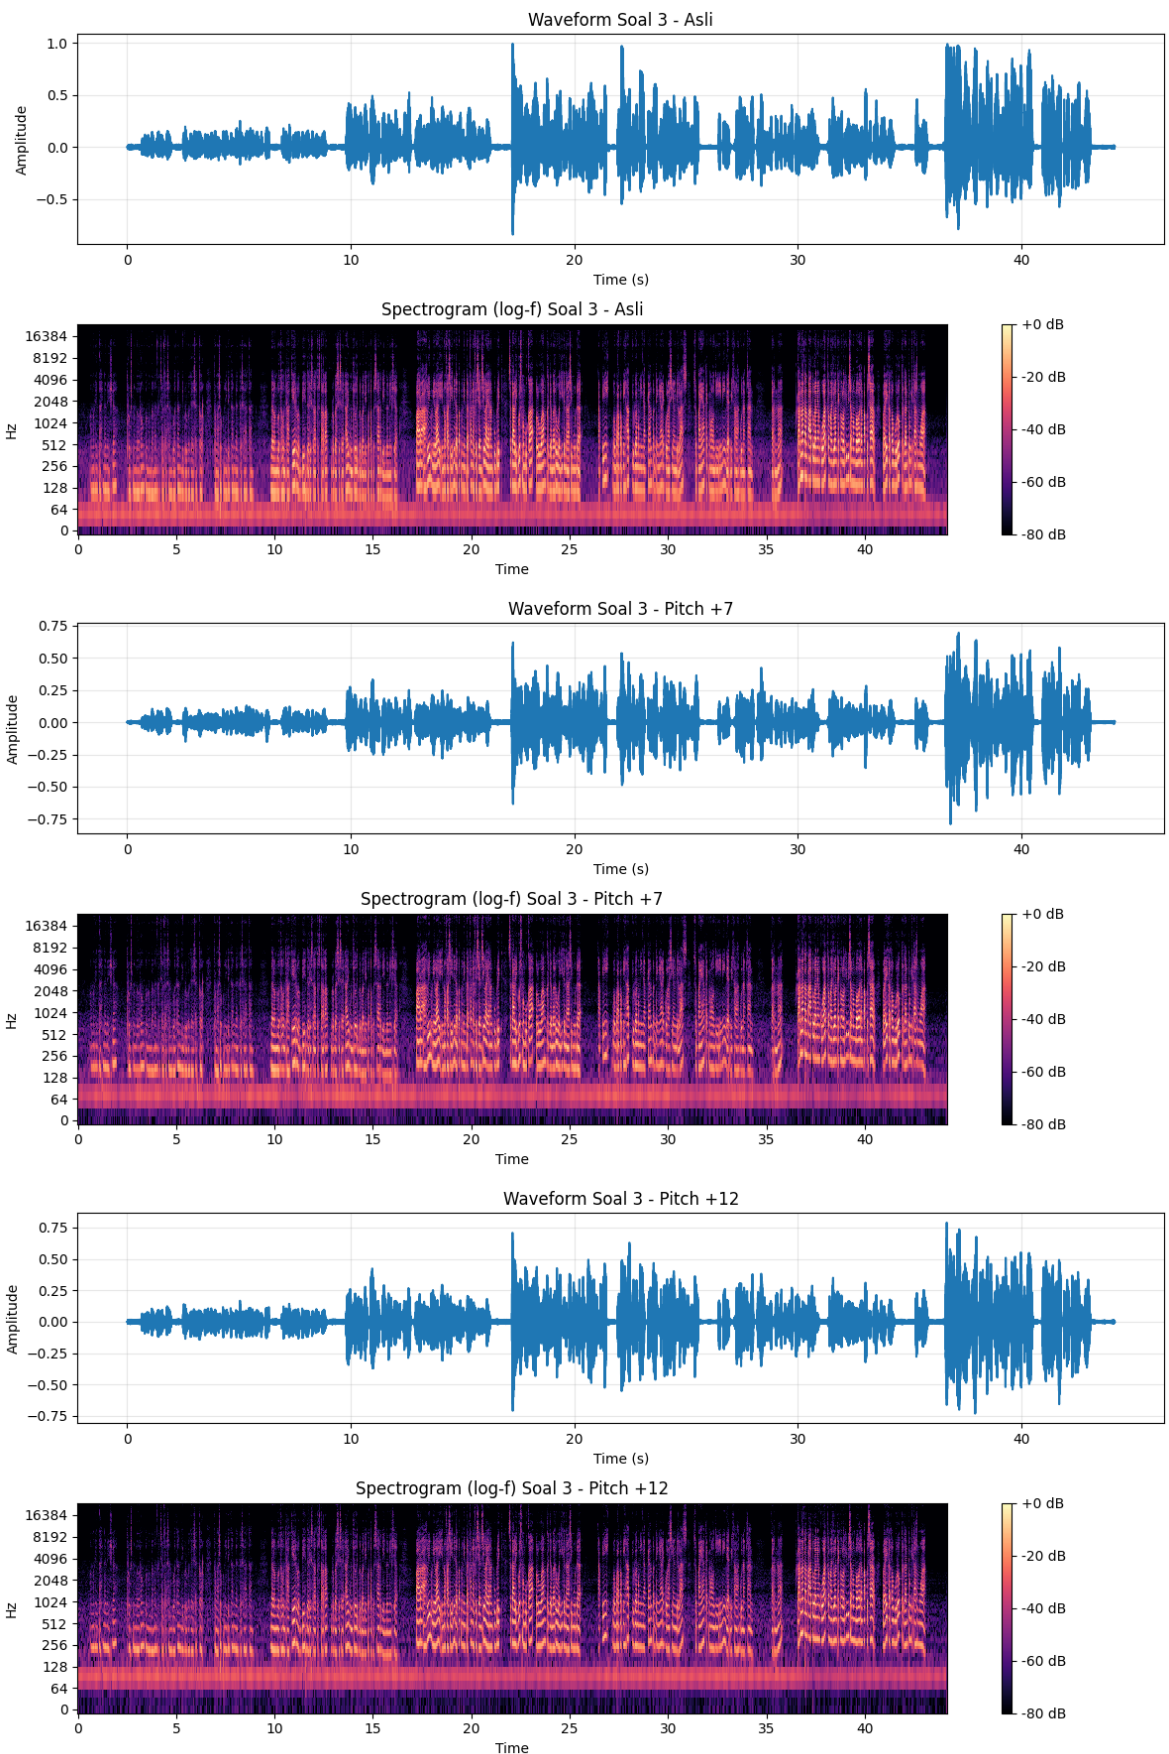 Waveform Soal 3 - Asli
1.0
0.5
0.0
−0.5
Amplitude
0 10 20 30 40
Time (s)
Spectrogram (log-f) Soal 3 - Asli
16384
8192
4096
2048
1024
512
256
128
64
0
Hz
0 5 10 15 20 25 30 35 40
Time
+0 dB
-20 dB
-40 dB
-60 dB
-80 dB
Waveform Soal 3 - Pitch +7
0.75
0.50
0.25
0.00
−0.25
−0.50
−0.75
Amplitude
0 10 20 30 40
Time (s)
Spectrogram (log-f) Soal 3 - Pitch +7
16384
8192
4096
2048
1024
512
256
128
64
0
Hz
0 5 10 15 20 25 30 35 40
Time
+0 dB
-20 dB
-40 dB
-60 dB
-80 dB
Waveform Soal 3 - Pitch +12
0.75
0.50
0.25
0.00
−0.25
−0.50
−0.75
Amplitude
0 10 20 30 40
Time (s)
Spectrogram (log-f) Soal 3 - Pitch +12
16384
8192
4096
2048
1024
512
256
128
64
0
Hz
0 5 10 15 20 25 30 35 40
Time
+0 dB
-20 dB
-40 dB
-60 dB
-80 dB